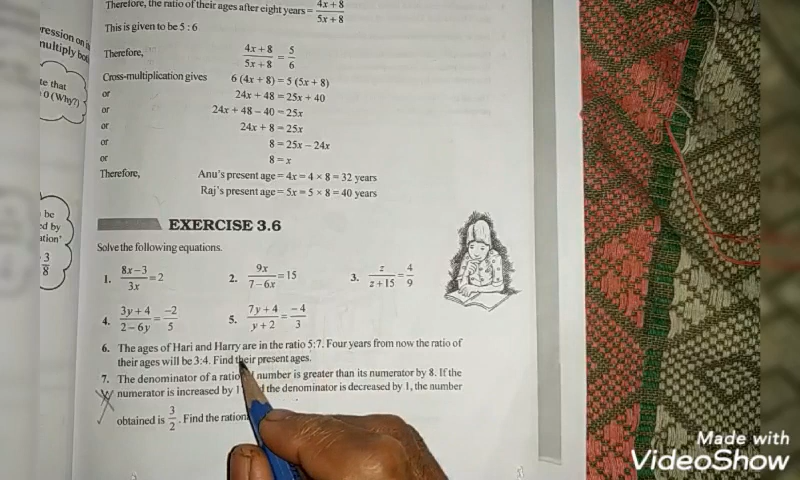 Therefore, the ratio of their ages after eight years = 4x + 8 / 5x + 8
This is given to be 5 : 6
Therefore, 4x + 8 / 5x + 8 = 5 / 6
Cross-multiplication gives 6 (4x + 8) = 5 (5x + 8)
or 24x + 48 = 25x + 40
or 24x + 48 – 40 = 25x
or 24x + 8 = 25x
or 8 = 25x – 24x
or 8 = x
Therefore, Anu's present age = 4x = 4 × 8 = 32 years
Raj's present age = 5x = 5 × 8 = 40 years
ression on
multiply
te that
0 (Why?)
be
ed by
ation'
3 / 8
EXERCISE 3.6
Solve the following equations.
1. 8x – 3 / 3x = 2 2. 9x / 7 – 6x = 15 3. z / z + 15 = 4 / 9
4. 3y + 4 / 2 – 6y = –2 / 5 5. 7y + 4 / y + 2 = –4 / 3
6. The ages of Hari and Harry are in the ratio 5:7. Four years from now the ratio of
their ages will be 3:4. Find their present ages.
7. The denominator of a ratio number is greater than its numerator by 8. If the
numerator is increased by 1 the denominator is decreased by 1, the number
obtained is 3 / 2. Find the ration
Made with
VideoShow